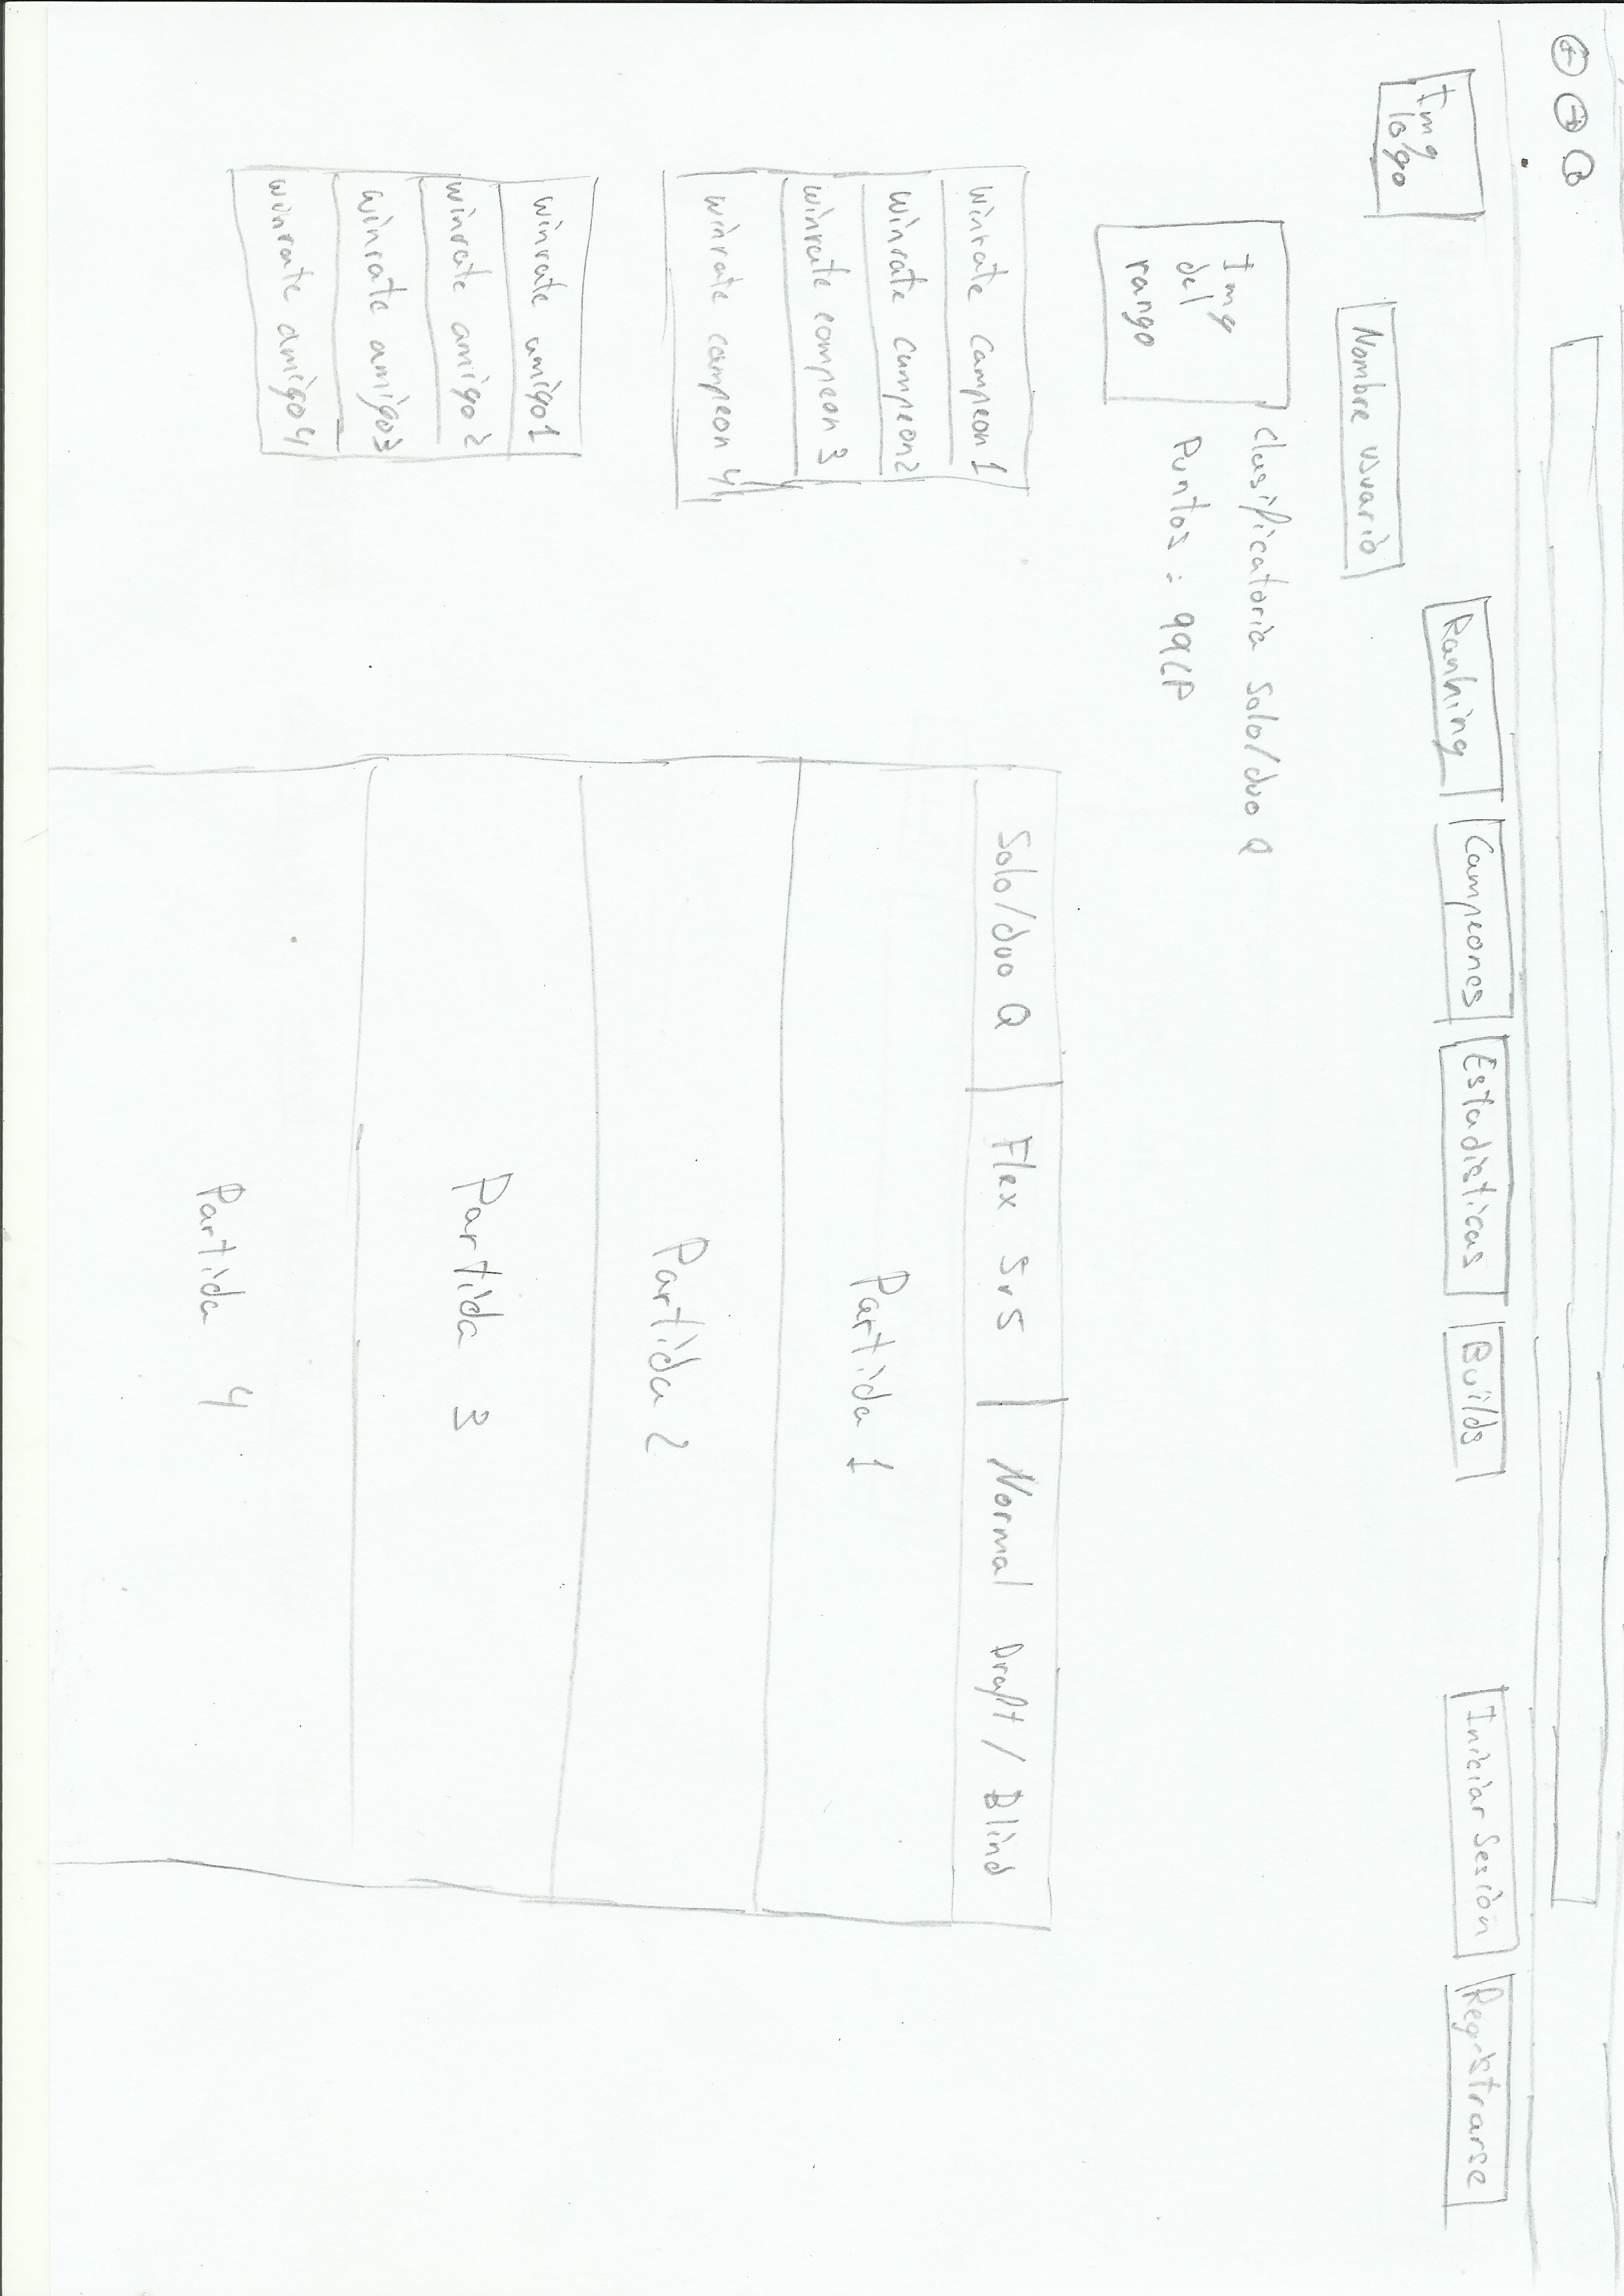 Img
logo
Ranking
Campeones
Estadisticas
Builds
Iniciar Sesión
Registrarse
Nombre usuario
Img
del
rango
Clasificatoria Solo/duo Q
Puntos: 99LP
winrate campeon 1
winrate campeon 2
winrate campeon 3
winrate campeon 4
winrate amigo 1
winrate amigo 2
winrate amigo 3
winrate amigo 4
Solo/duo Q
Flex 5v5
Normal Draft / Blind
Partida 1
Partida 2
Partida 3
Partida 4